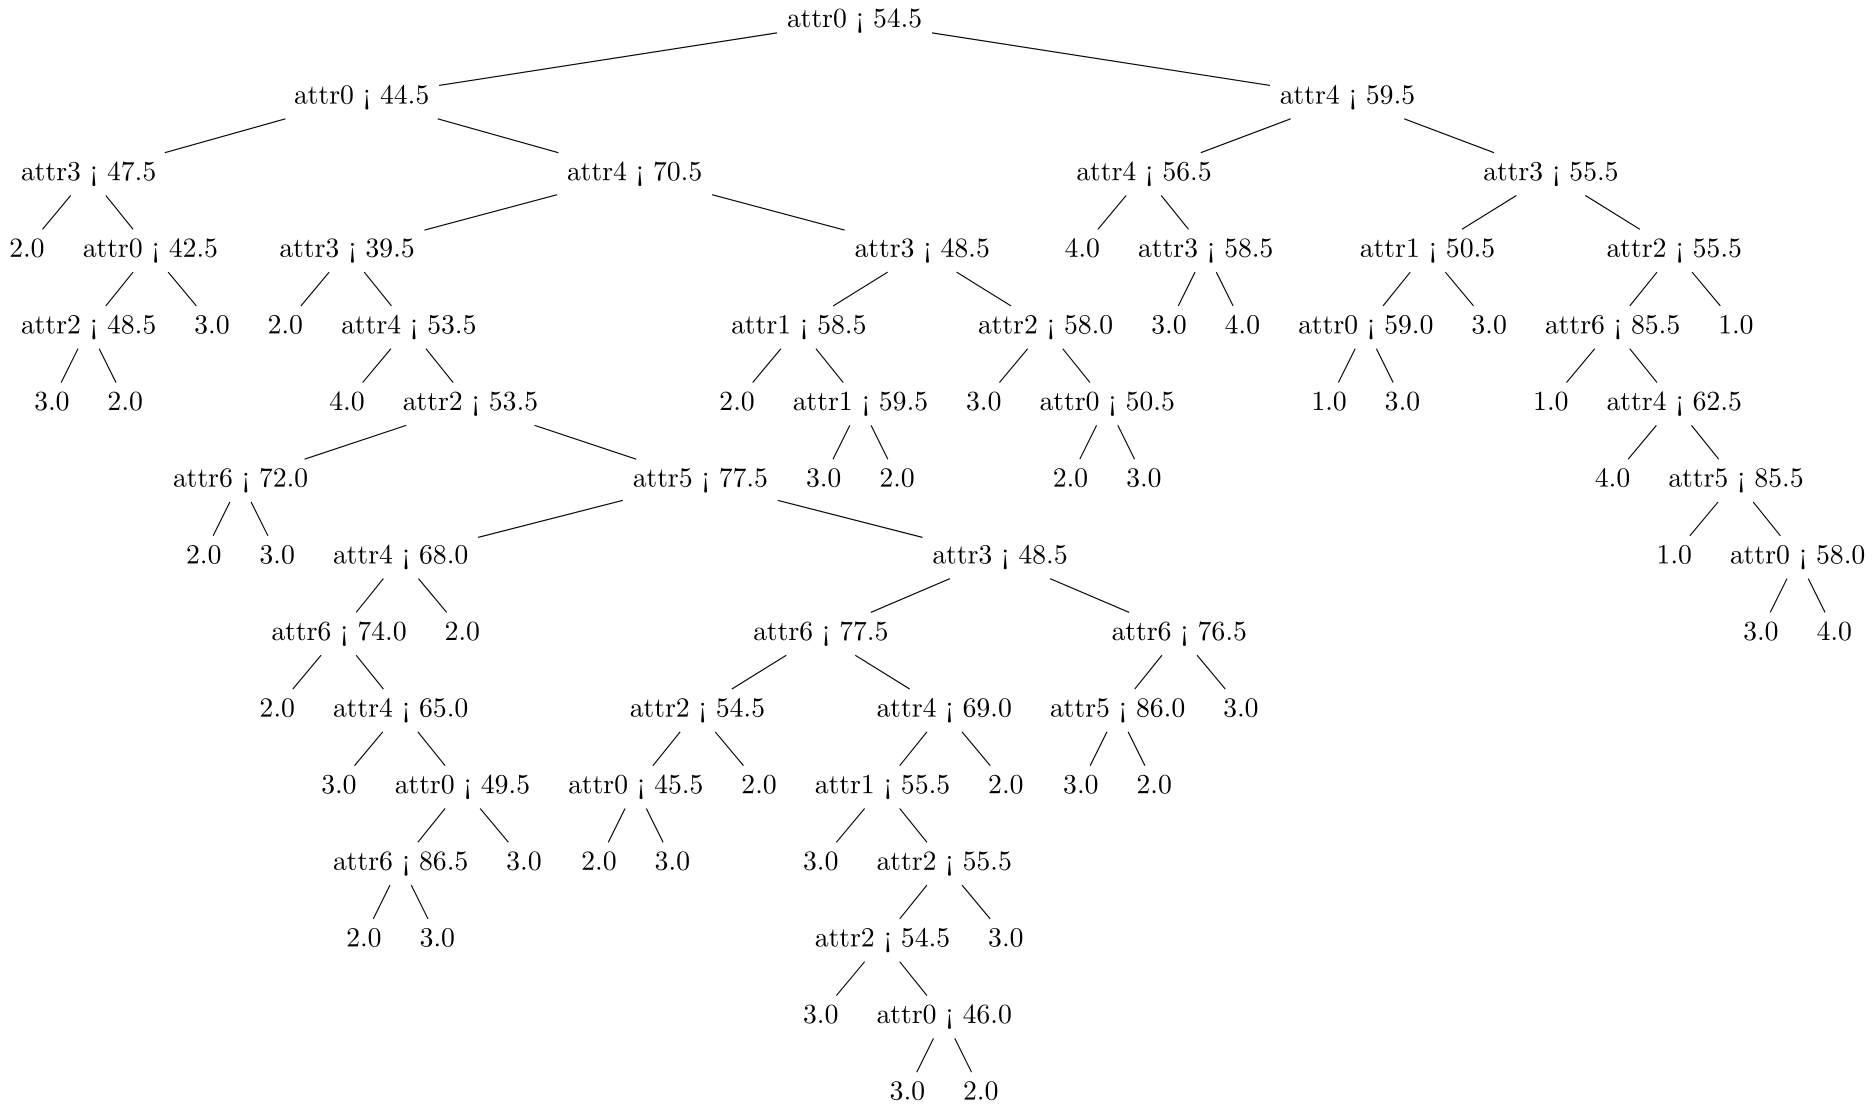 attr0 ¡ 54.5
attr0 ¡ 44.5 attr4 ¡ 59.5
attr3 ¡ 47.5 attr4 ¡ 70.5 attr4 ¡ 56.5 attr3 ¡ 55.5
2.0 attr0 ¡ 42.5 attr3 ¡ 39.5 attr3 ¡ 48.5 4.0 attr3 ¡ 58.5 attr1 ¡ 50.5 attr2 ¡ 55.5
attr2 ¡ 48.5 3.0 2.0 attr4 ¡ 53.5 attr1 ¡ 58.5 attr2 ¡ 58.0 3.0 4.0 attr0 ¡ 59.0 3.0 attr6 ¡ 85.5 1.0
3.0 2.0 4.0 attr2 ¡ 53.5 2.0 attr1 ¡ 59.5 3.0 attr0 ¡ 50.5 1.0 3.0 1.0 attr4 ¡ 62.5
attr6 ¡ 72.0 attr5 ¡ 77.5 3.0 2.0 2.0 3.0 4.0 attr5 ¡ 85.5
2.0 3.0 attr4 ¡ 68.0 attr3 ¡ 48.5 1.0 attr0 ¡ 58.0
attr6 ¡ 74.0 2.0 attr6 ¡ 77.5 attr6 ¡ 76.5 3.0 4.0
2.0 attr4 ¡ 65.0 attr2 ¡ 54.5 attr4 ¡ 69.0 attr5 ¡ 86.0 3.0
3.0 attr0 ¡ 49.5 attr0 ¡ 45.5 2.0 attr1 ¡ 55.5 2.0 3.0 2.0
attr6 ¡ 86.5 3.0 2.0 3.0 3.0 attr2 ¡ 55.5
2.0 3.0 attr2 ¡ 54.5 3.0
3.0 attr0 ¡ 46.0
3.0 2.0